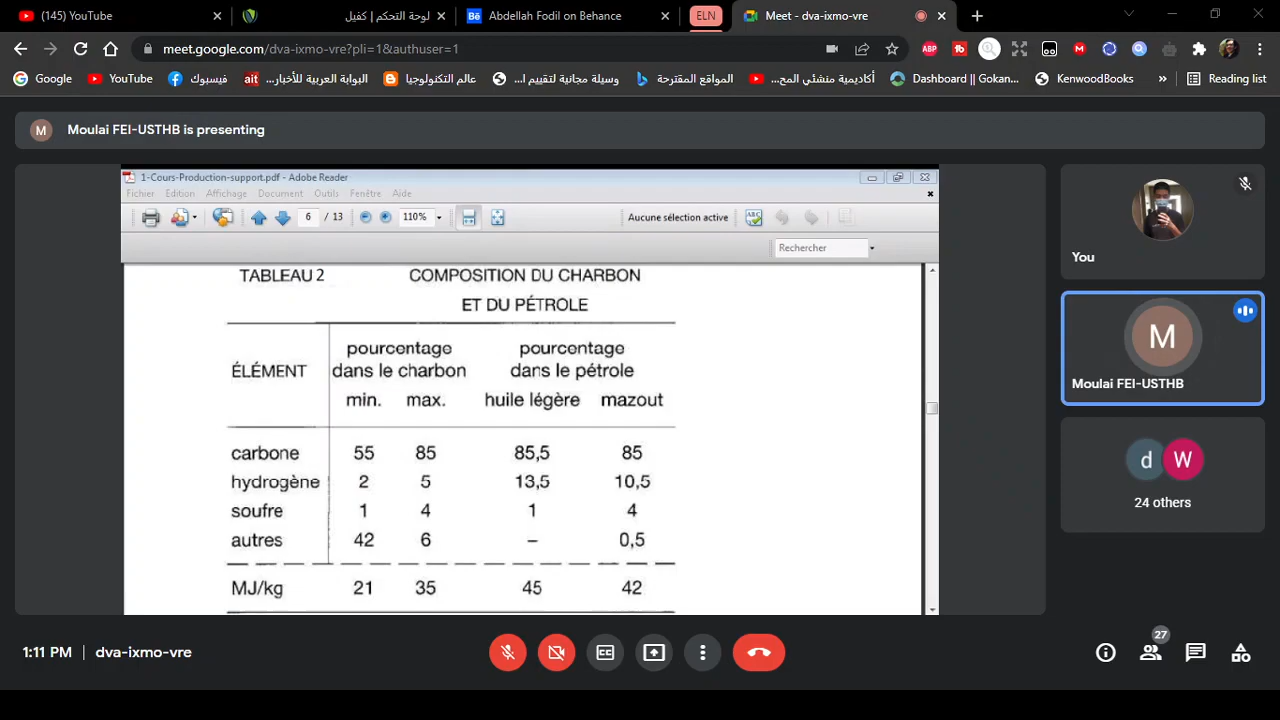 (145) YouTube
لوحة التحكم | كفيل
Abdellah Fodil on Behance
ELN
Meet - dva-ixmo-vre
meet.google.com/dva-ixmo-vre?pli=1&authuser=1
Google
YouTube
فيسبوك
البوابة العربية للأخبار...
عالم التكنولوجيا
وسيلة مجانية لتقييم ا...
المواقع المقترحة
أكاديمية منشئي المح...
Dashboard || Gokan...
KenwoodBooks
»
Reading list
M
Moulai FEI-USTHB is presenting
1-Cours-Production-support.pdf - Adobe Reader
Fichier Edition Affichage Document Outils Fenêtre Aide
6 / 13 110% Aucune sélection active
Rechercher
TABLEAU 2 COMPOSITION DU CHARBON
ET DU PÉTROLE
pourcentage pourcentage
ÉLÉMENT dans le charbon dans le pétrole
min. max. huile légère mazout
carbone 55 85 85,5 85
hydrogène 2 5 13,5 10,5
soufre 1 4 1 4
autres 42 6 – 0,5
MJ/kg 21 35 45 42
You
M
Moulai FEI-USTHB
d W
24 others
1:11 PM dva-ixmo-vre
CC
27